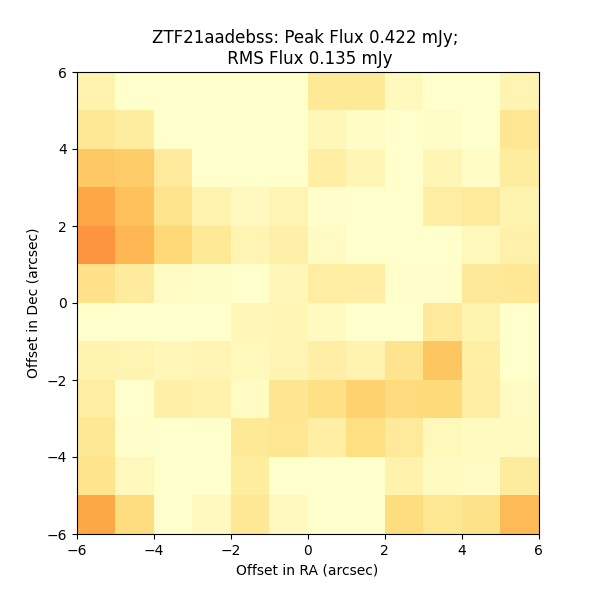 ZTF21aadebss: Peak Flux 0.422 mJy;
RMS Flux 0.135 mJy
6
4
2
0
−2
−4
−6
Offset in Dec (arcsec)
−6 −4 −2 0 2 4 6
Offset in RA (arcsec)